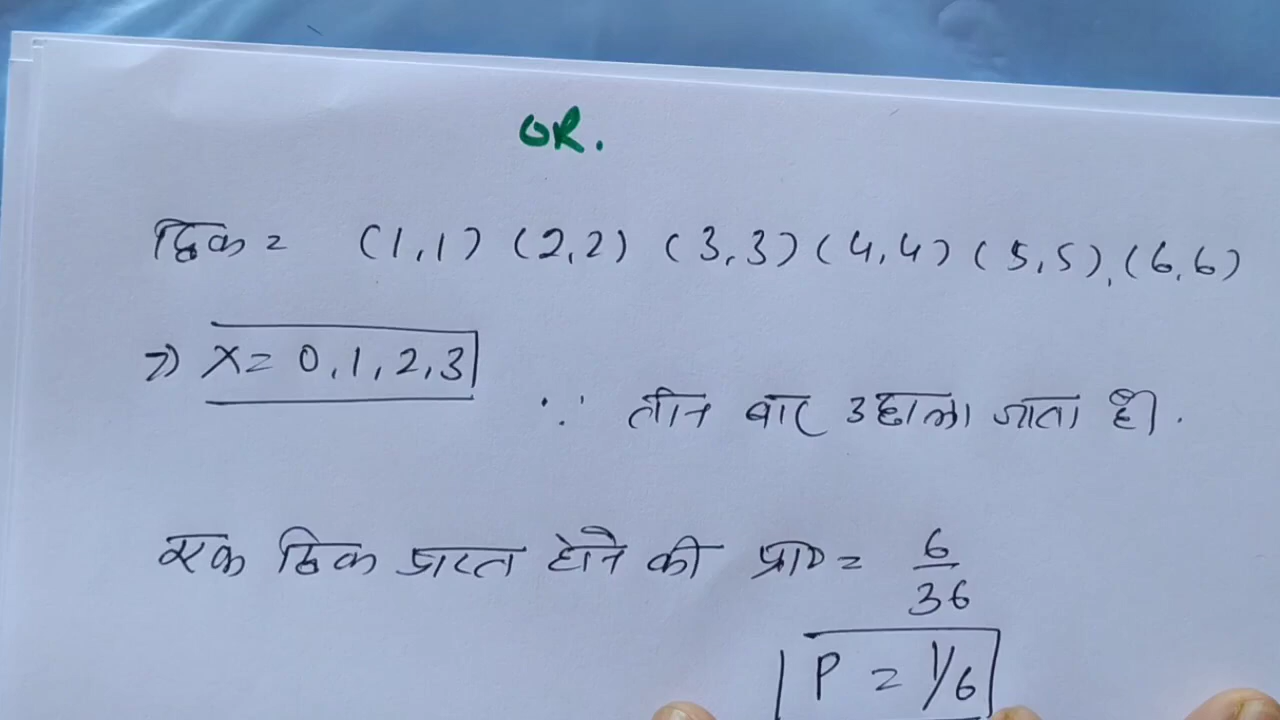 OR.
द्विक = (1,1) (2,2) (3,3) (4,4) (5,5), (6,6)
⇒ X = 0,1,2,3
∵ तीन बार उछाला जाता है।
एक द्विक प्राप्त होने की प्रा० = 6/36
P = 1/6